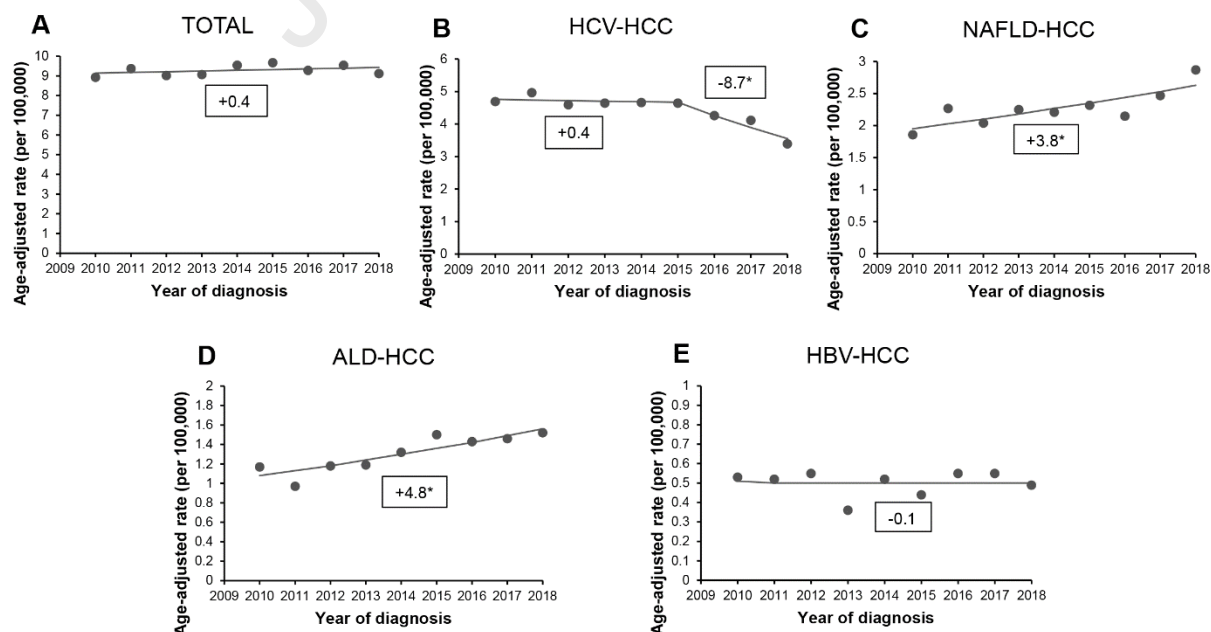 A
TOTAL
Age-adjusted rate (per 100,000)
10
9
8
7
6
5
4
3
2
1
0
+0.4
2009 2010 2011 2012 2013 2014 2015 2016 2017 2018
Year of diagnosis
B
HCV-HCC
Age-adjusted rate (per 100,000)
6
5
4
3
2
1
0
-8.7*
+0.4
2009 2010 2011 2012 2013 2014 2015 2016 2017 2018
Year of diagnosis
C
NAFLD-HCC
Age-adjusted rate (per 100,000)
3
2.5
2
1.5
1
0.5
0
+3.8*
2009 2010 2011 2012 2013 2014 2015 2016 2017 2018
Year of diagnosis
D
ALD-HCC
Age-adjusted rate (per 100,000)
2
1.8
1.6
1.4
1.2
1
0.8
0.6
0.4
0.2
0
+4.8*
2009 2010 2011 2012 2013 2014 2015 2016 2017 2018
Year of diagnosis
E
HBV-HCC
Age-adjusted rate (per 100,000)
1
0.9
0.8
0.7
0.6
0.5
0.4
0.3
0.2
0.1
0
-0.1
2009 2010 2011 2012 2013 2014 2015 2016 2017 2018
Year of diagnosis